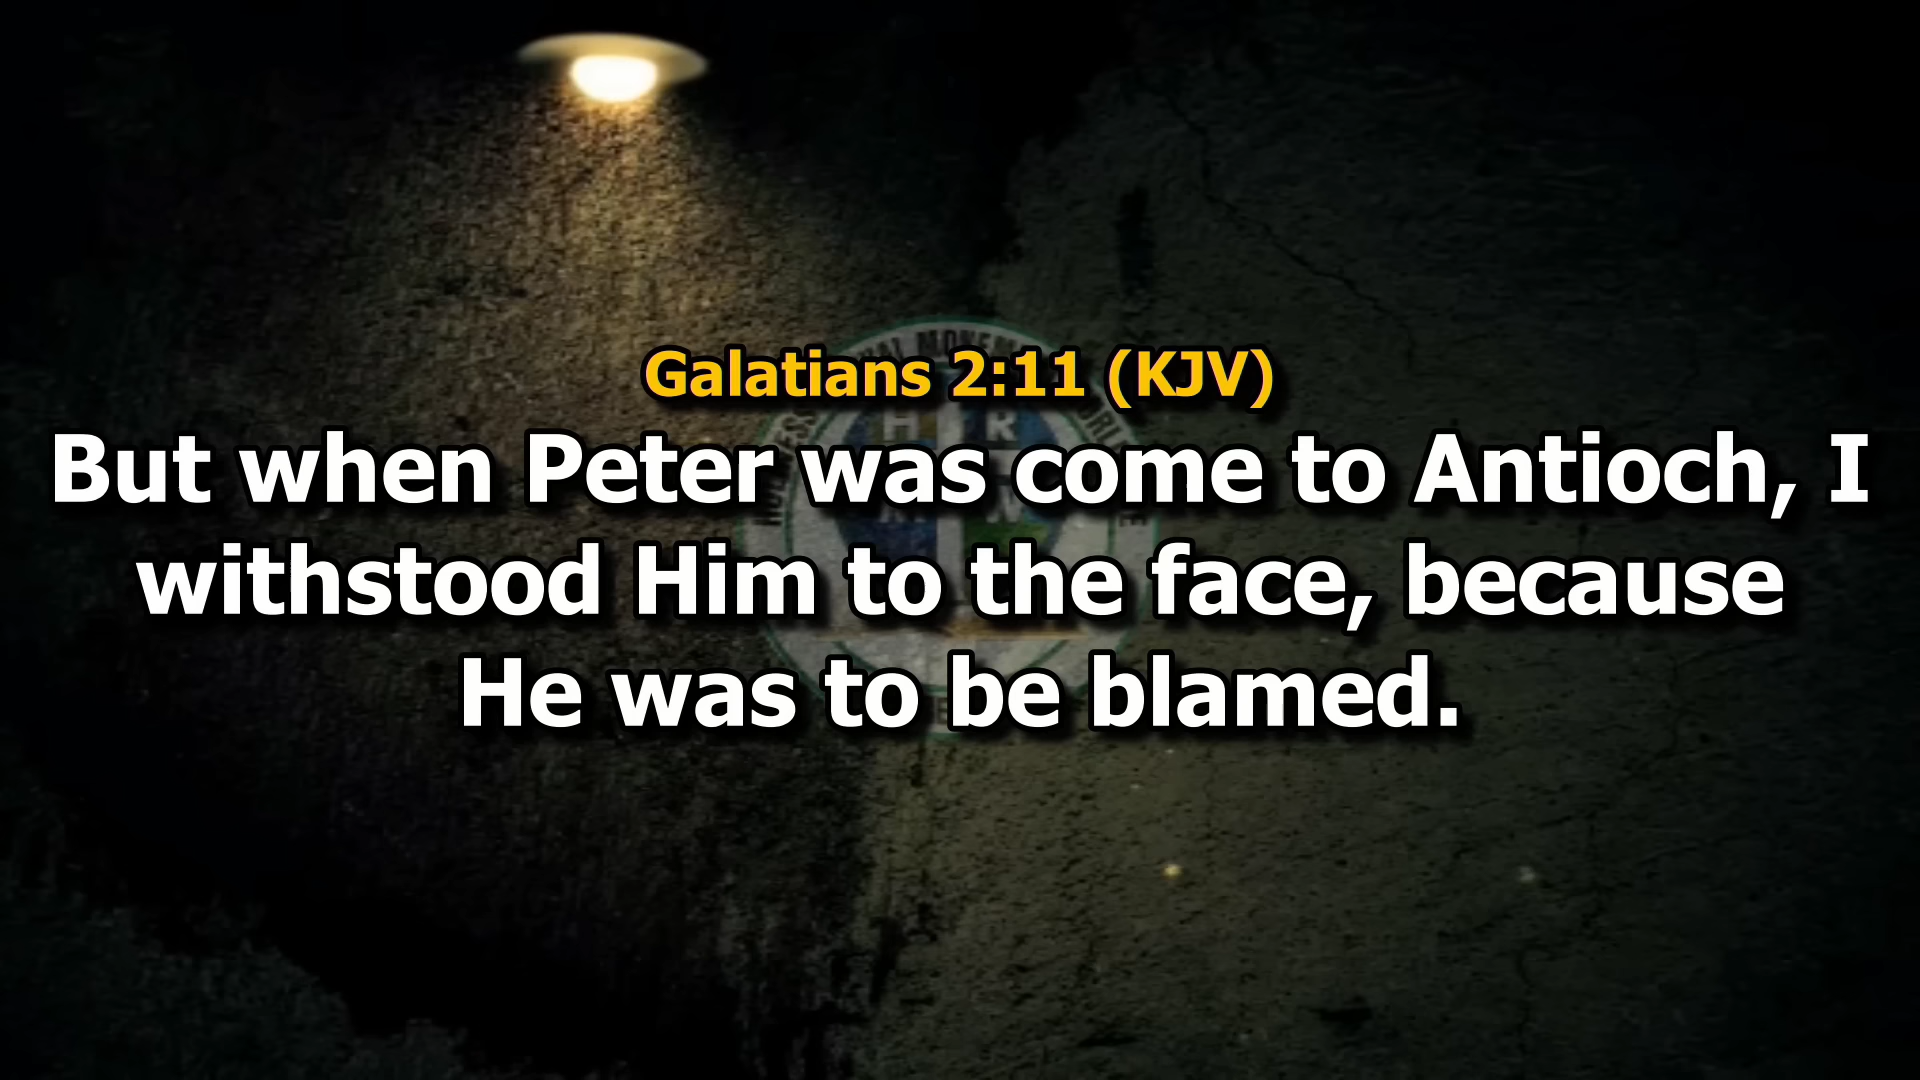 Galatians 2:11 (KJV)
But when Peter was come to Antioch, I
withstood Him to the face, because
He was to be blamed.
H R